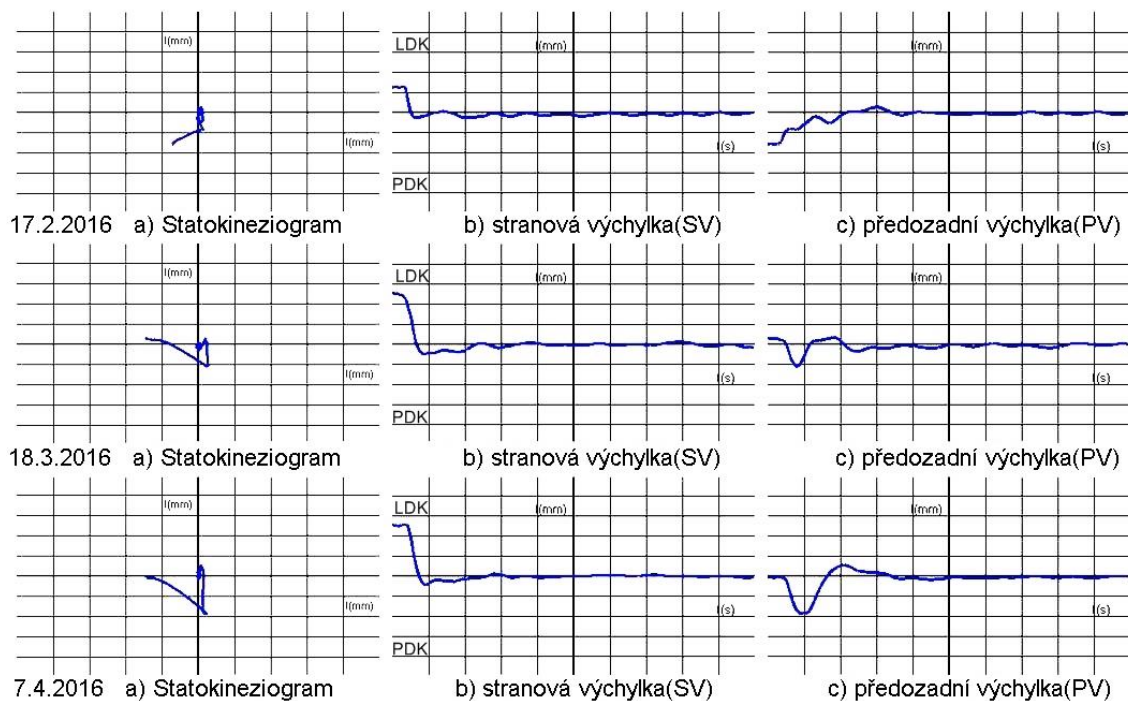 l(mm)
l(mm)
LDK
l(mm)
l(s)
PDK
l(mm)
l(s)
17.2.2016 a) Statokineziogram b) stranová výchylka(SV) c) předozadní výchylka(PV)
l(mm)
l(mm)
LDK
l(mm)
l(s)
PDK
l(mm)
l(s)
18.3.2016 a) Statokineziogram b) stranová výchylka(SV) c) předozadní výchylka(PV)
l(mm)
l(mm)
LDK
l(mm)
l(s)
PDK
l(mm)
l(s)
7.4.2016 a) Statokineziogram b) stranová výchylka(SV) c) předozadní výchylka(PV)